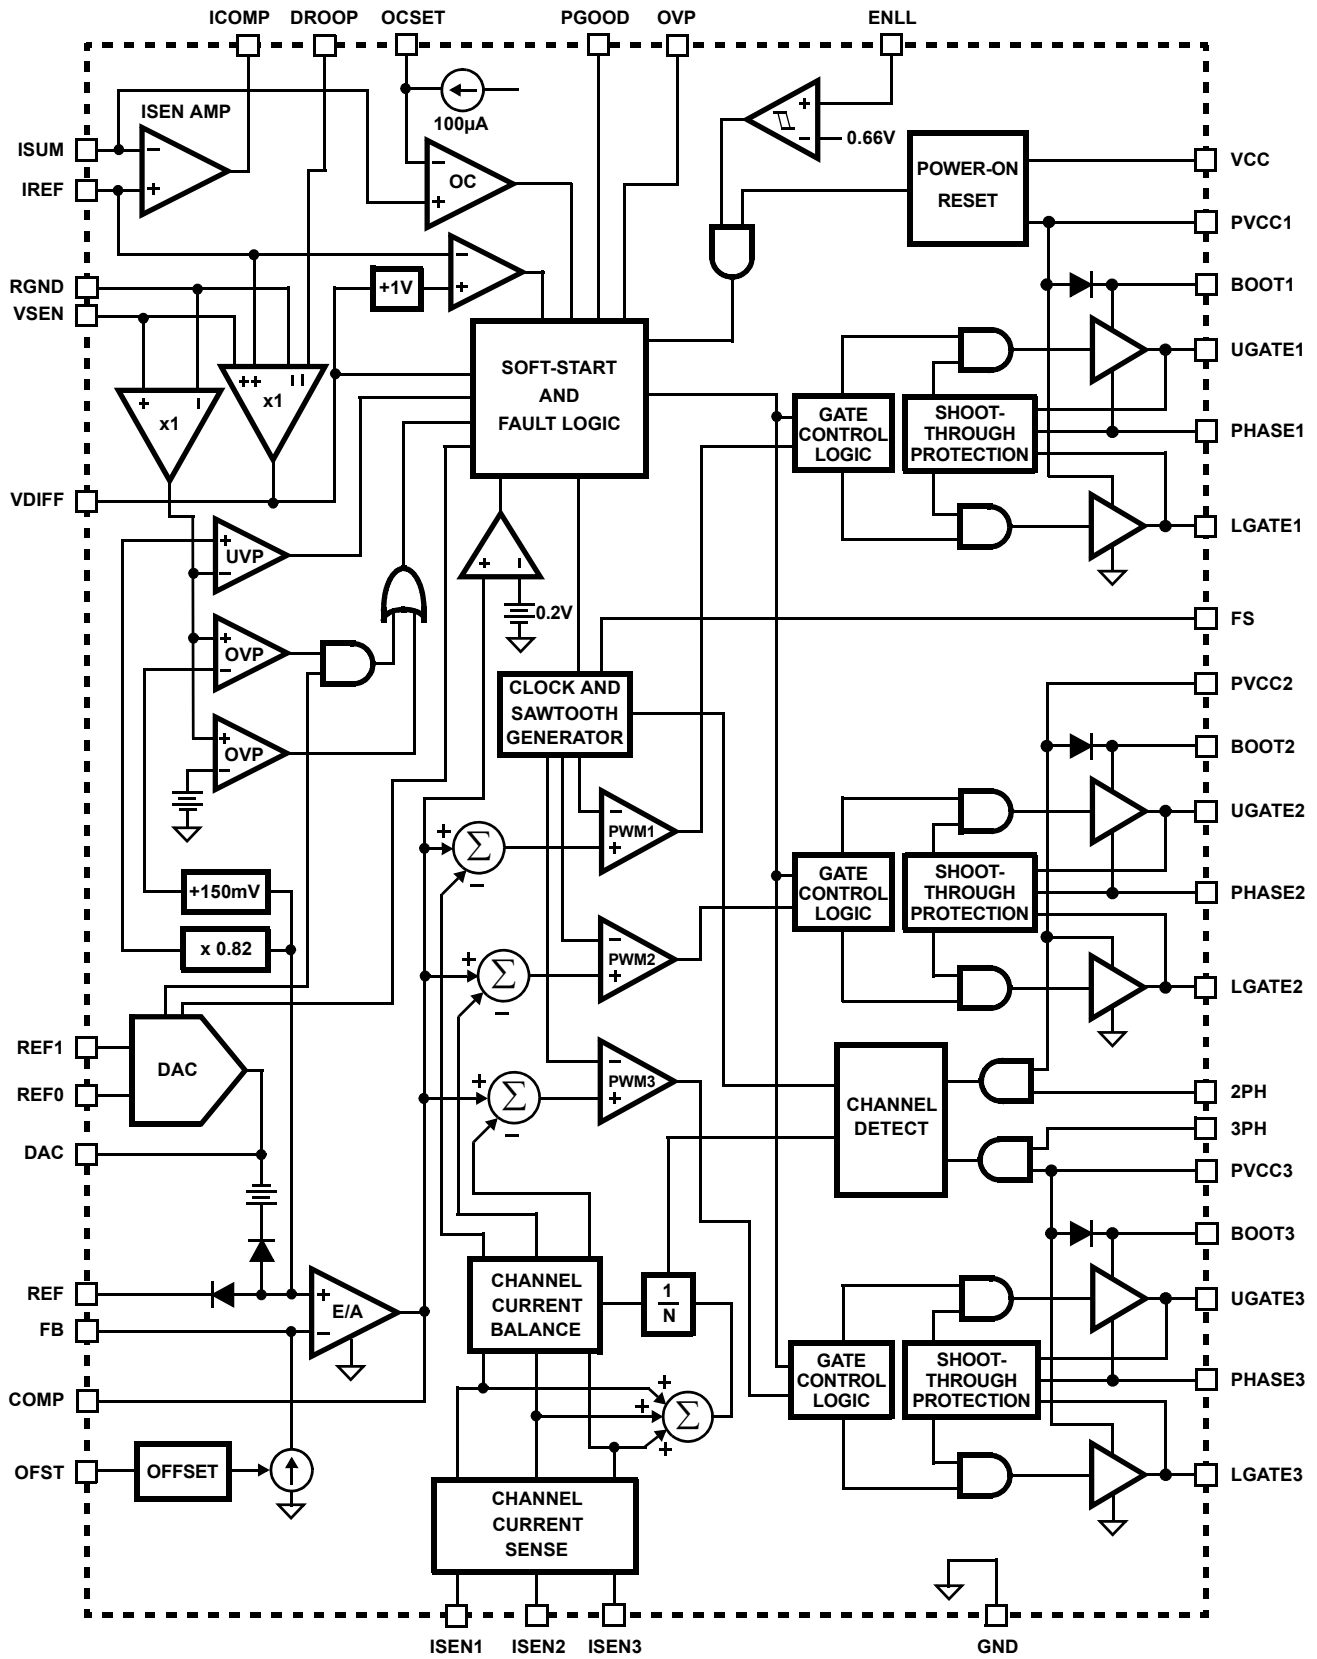 ICOMP DROOP OCSET PGOOD OVP ENLL
ISEN AMP
100µA
ISUM
IREF
RGND
VSEN
VDIFF
REF1
REF0
DAC
REF
FB
COMP
OFST
− +
− OC +
− +
+1V
+ −
0.66V
POWER-ON
RESET
VCC
PVCC1
BOOT1
UGATE1
PHASE1
LGATE1
FS
PVCC2
BOOT2
UGATE2
PHASE2
LGATE2
2PH
3PH
PVCC3
BOOT3
UGATE3
PHASE3
LGATE3
SOFT-START
AND
FAULT LOGIC
+ −
x1
++ − −
x1
+ UVP −
+ OVP −
+ OVP −
+ −
0.2V
CLOCK AND
SAWTOOTH
GENERATOR
GATE
CONTROL
LOGIC
SHOOT-
THROUGH
PROTECTION
+150mV
x 0.82
+ Σ −
− PWM1 +
+ Σ −
− PWM2 +
+ Σ −
− PWM3 +
GATE
CONTROL
LOGIC
SHOOT-
THROUGH
PROTECTION
DAC
CHANNEL
DETECT
+ E/A −
CHANNEL
CURRENT
BALANCE
1
N
+ + + Σ
GATE
CONTROL
LOGIC
SHOOT-
THROUGH
PROTECTION
OFFSET
CHANNEL
CURRENT
SENSE
ISEN1 ISEN2 ISEN3 GND